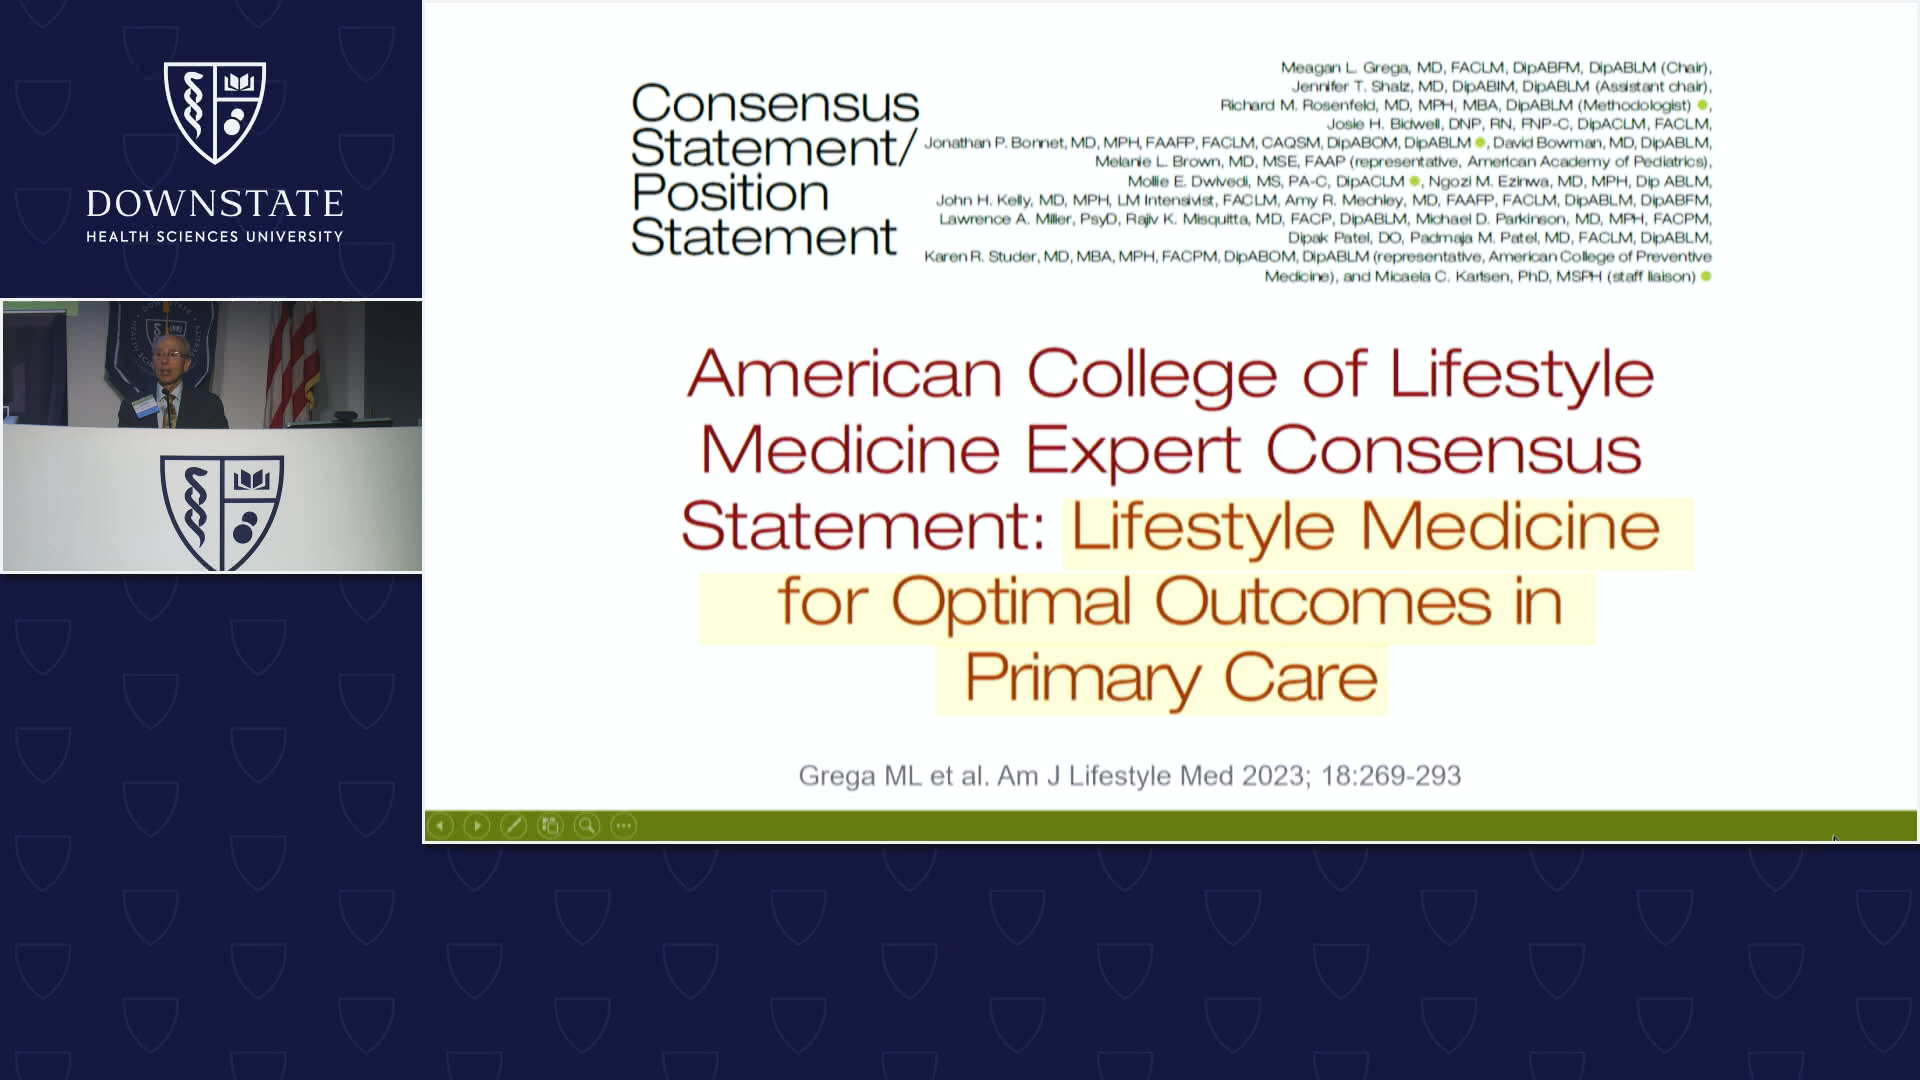 DOWNSTATE
HEALTH SCIENCES UNIVERSITY
Consensus
Statement/
Position
Statement
Meagan L. Grega, MD, FACLM, DipABFM, DipABLM (Chair),
Jennifer T. Shalz, MD, DipABIM, DipABLM (Assistant chair),
Richard M. Rosenfeld, MD, MPH, MBA, DipABLM (Methodologist),
Josie H. Bidwell, DNP, RN, FNP-C, DipACLM, FACLM,
Jonathan P. Bonnet, MD, MPH, FAAFP, FACLM, CAQSM, DipABOM, DipABLM, David Bowman, MD, DipABLM,
Melanie L. Brown, MD, MSE, FAAP (representative, American Academy of Pediatrics),
Mollie E. Dwivedi, MS, PA-C, DipACLM, Ngozi M. Ezinwa, MD, MPH, Dip ABLM,
John H. Kelly, MD, MPH, LM Intensivist, FACLM, Amy R. Mechley, MD, FAAFP, FACLM, DipABLM, DipABFM,
Lawrence A. Miller, PsyD, Rajiv K. Misquitta, MD, FACP, DipABLM, Michael D. Parkinson, MD, MPH, FACPM,
Dipak Patel, DO, Padmaja M. Patel, MD, FACLM, DipABLM,
Karen R. Studer, MD, MBA, MPH, FACPM, DipABOM, DipABLM (representative, American College of Preventive
Medicine), and Micaela C. Karlsen, PhD, MSPH (staff liaison)
American College of Lifestyle
Medicine Expert Consensus
Statement: Lifestyle Medicine
for Optimal Outcomes in
Primary Care
Grega ML et al. Am J Lifestyle Med 2023; 18:269-293